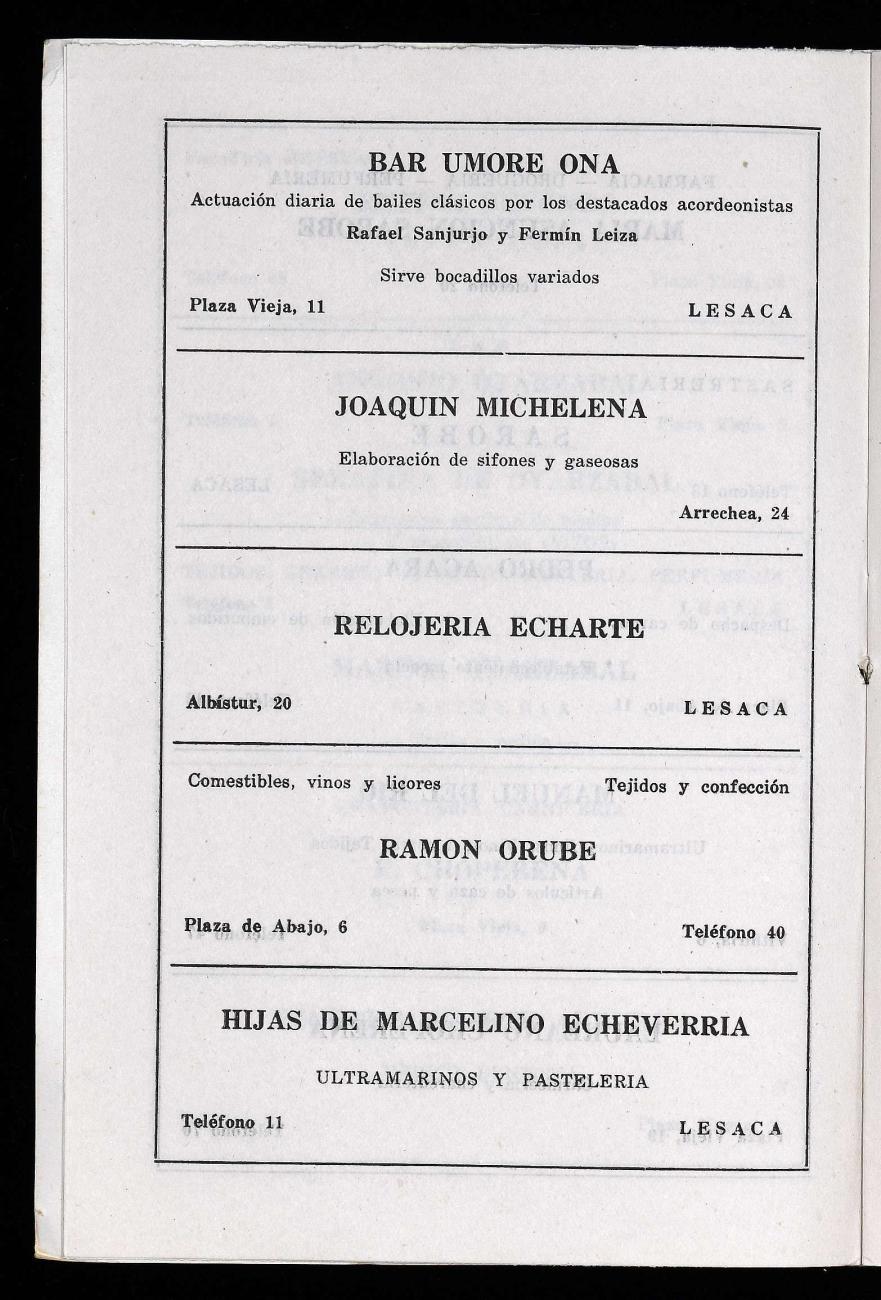 BAR UMORE ONA
Actuación diaria de bailes clásicos por los destacados acordeonistas
Rafael Sanjurjo y Fermín Leiza
Sirve bocadillos variados
Plaza Vieja, 11 LESACA
JOAQUIN MICHELENA
Elaboración de sifones y gaseosas
Arrechea, 24
RELOJERIA ECHARTE
Albístur, 20 LESACA
Comestibles, vinos y licores Tejidos y confección
RAMON ORUBE
Plaza de Abajo, 6 Teléfono 40
HIJAS DE MARCELINO ECHEVERRIA
ULTRAMARINOS Y PASTELERIA
Teléfono 11 LESACA